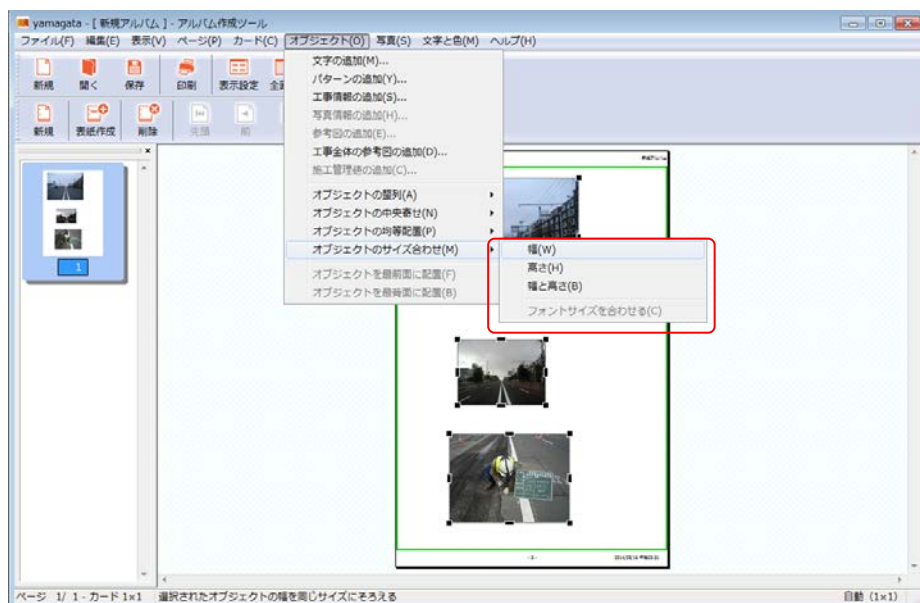 yamagata - [ 新規アルバム ] - アルバム作成ツール
ファイル(F) 編集(E) 表示(V) ページ(P) カード(C) オブジェクト(O) 写真(S) 文字と色(M) ヘルプ(H)
新規 開く 保存 印刷 表示設定
新規 表紙作成 削除 先頭 前
文字の追加(M)...
パターンの追加(Y)...
工事情報の追加(S)...
写真情報の追加(H)...
参考図の追加(E)...
工事全体の参考図の追加(D)...
施工管理値の追加(C)...
オブジェクトの整列(A)
オブジェクトの中央寄せ(N)
オブジェクトの均等配置(P)
オブジェクトのサイズ合わせ(M)
オブジェクトを最前面に配置(F)
オブジェクトを最背面に配置(B)
幅(W)
高さ(H)
幅と高さ(B)
フォントサイズを合わせる(C)
1
- 1 -
ページ 1/ 1 - カード 1×1 選択されたオブジェクトの幅を同じサイズにそろえる 自動 (1×1)